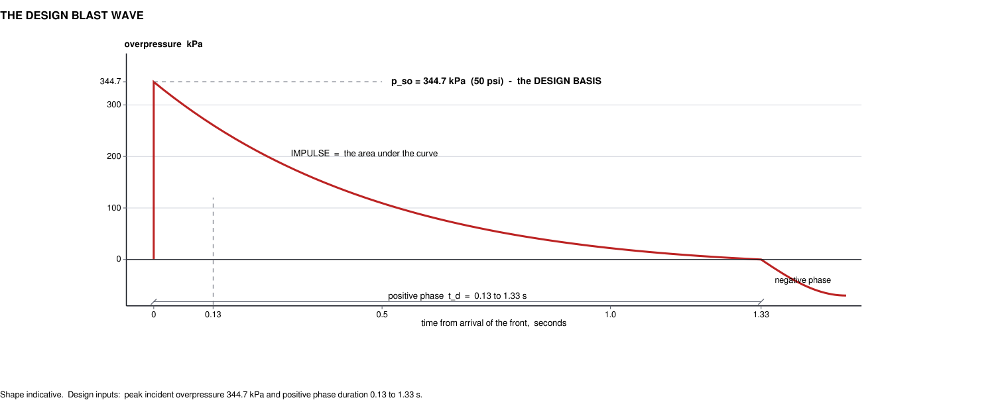 THE DESIGN BLAST WAVE
overpressure kPa
344.7
p_so = 344.7 kPa (50 psi) - the DESIGN BASIS
300
200
IMPULSE = the area under the curve
100
0
negative phase
positive phase t_d = 0.13 to 1.33 s
0 0.13 0.5 1.0 1.33
time from arrival of the front, seconds
Shape indicative. Design inputs: peak incident overpressure 344.7 kPa and positive phase duration 0.13 to 1.33 s.